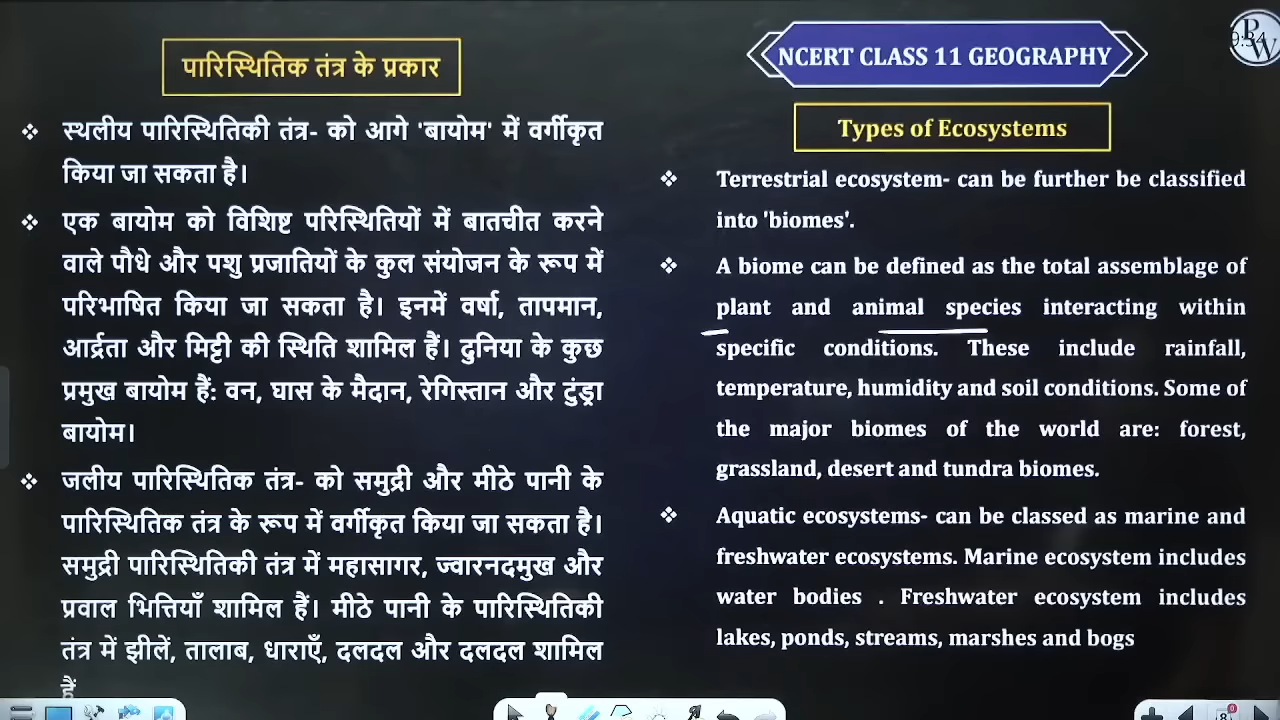 पारिस्थितिक तंत्र के प्रकार
❖ स्थलीय पारिस्थितिकी तंत्र- को आगे 'बायोम' में वर्गीकृत
किया जा सकता है।
❖ एक बायोम को विशिष्ट परिस्थितियों में बातचीत करने
वाले पौधे और पशु प्रजातियों के कुल संयोजन के रूप में
परिभाषित किया जा सकता है। इनमें वर्षा, तापमान,
आर्द्रता और मिट्टी की स्थिति शामिल हैं। दुनिया के कुछ
प्रमुख बायोम हैं: वन, घास के मैदान, रेगिस्तान और टुंड्रा
बायोम।
❖ जलीय पारिस्थितिक तंत्र- को समुद्री और मीठे पानी के
पारिस्थितिक तंत्र के रूप में वर्गीकृत किया जा सकता है।
समुद्री पारिस्थितिकी तंत्र में महासागर, ज्वारनदमुख और
प्रवाल भित्तियाँ शामिल हैं। मीठे पानी के पारिस्थितिकी
तंत्र में झीलें, तालाब, धाराएँ, दलदल और दलदल शामिल
हैं
NCERT CLASS 11 GEOGRAPHY
Types of Ecosystems
❖ Terrestrial ecosystem- can be further be classified
into 'biomes'.
❖ A biome can be defined as the total assemblage of
plant and animal species interacting within
specific conditions. These include rainfall,
temperature, humidity and soil conditions. Some of
the major biomes of the world are: forest,
grassland, desert and tundra biomes.
❖ Aquatic ecosystems- can be classed as marine and
freshwater ecosystems. Marine ecosystem includes
water bodies . Freshwater ecosystem includes
lakes, ponds, streams, marshes and bogs
PW